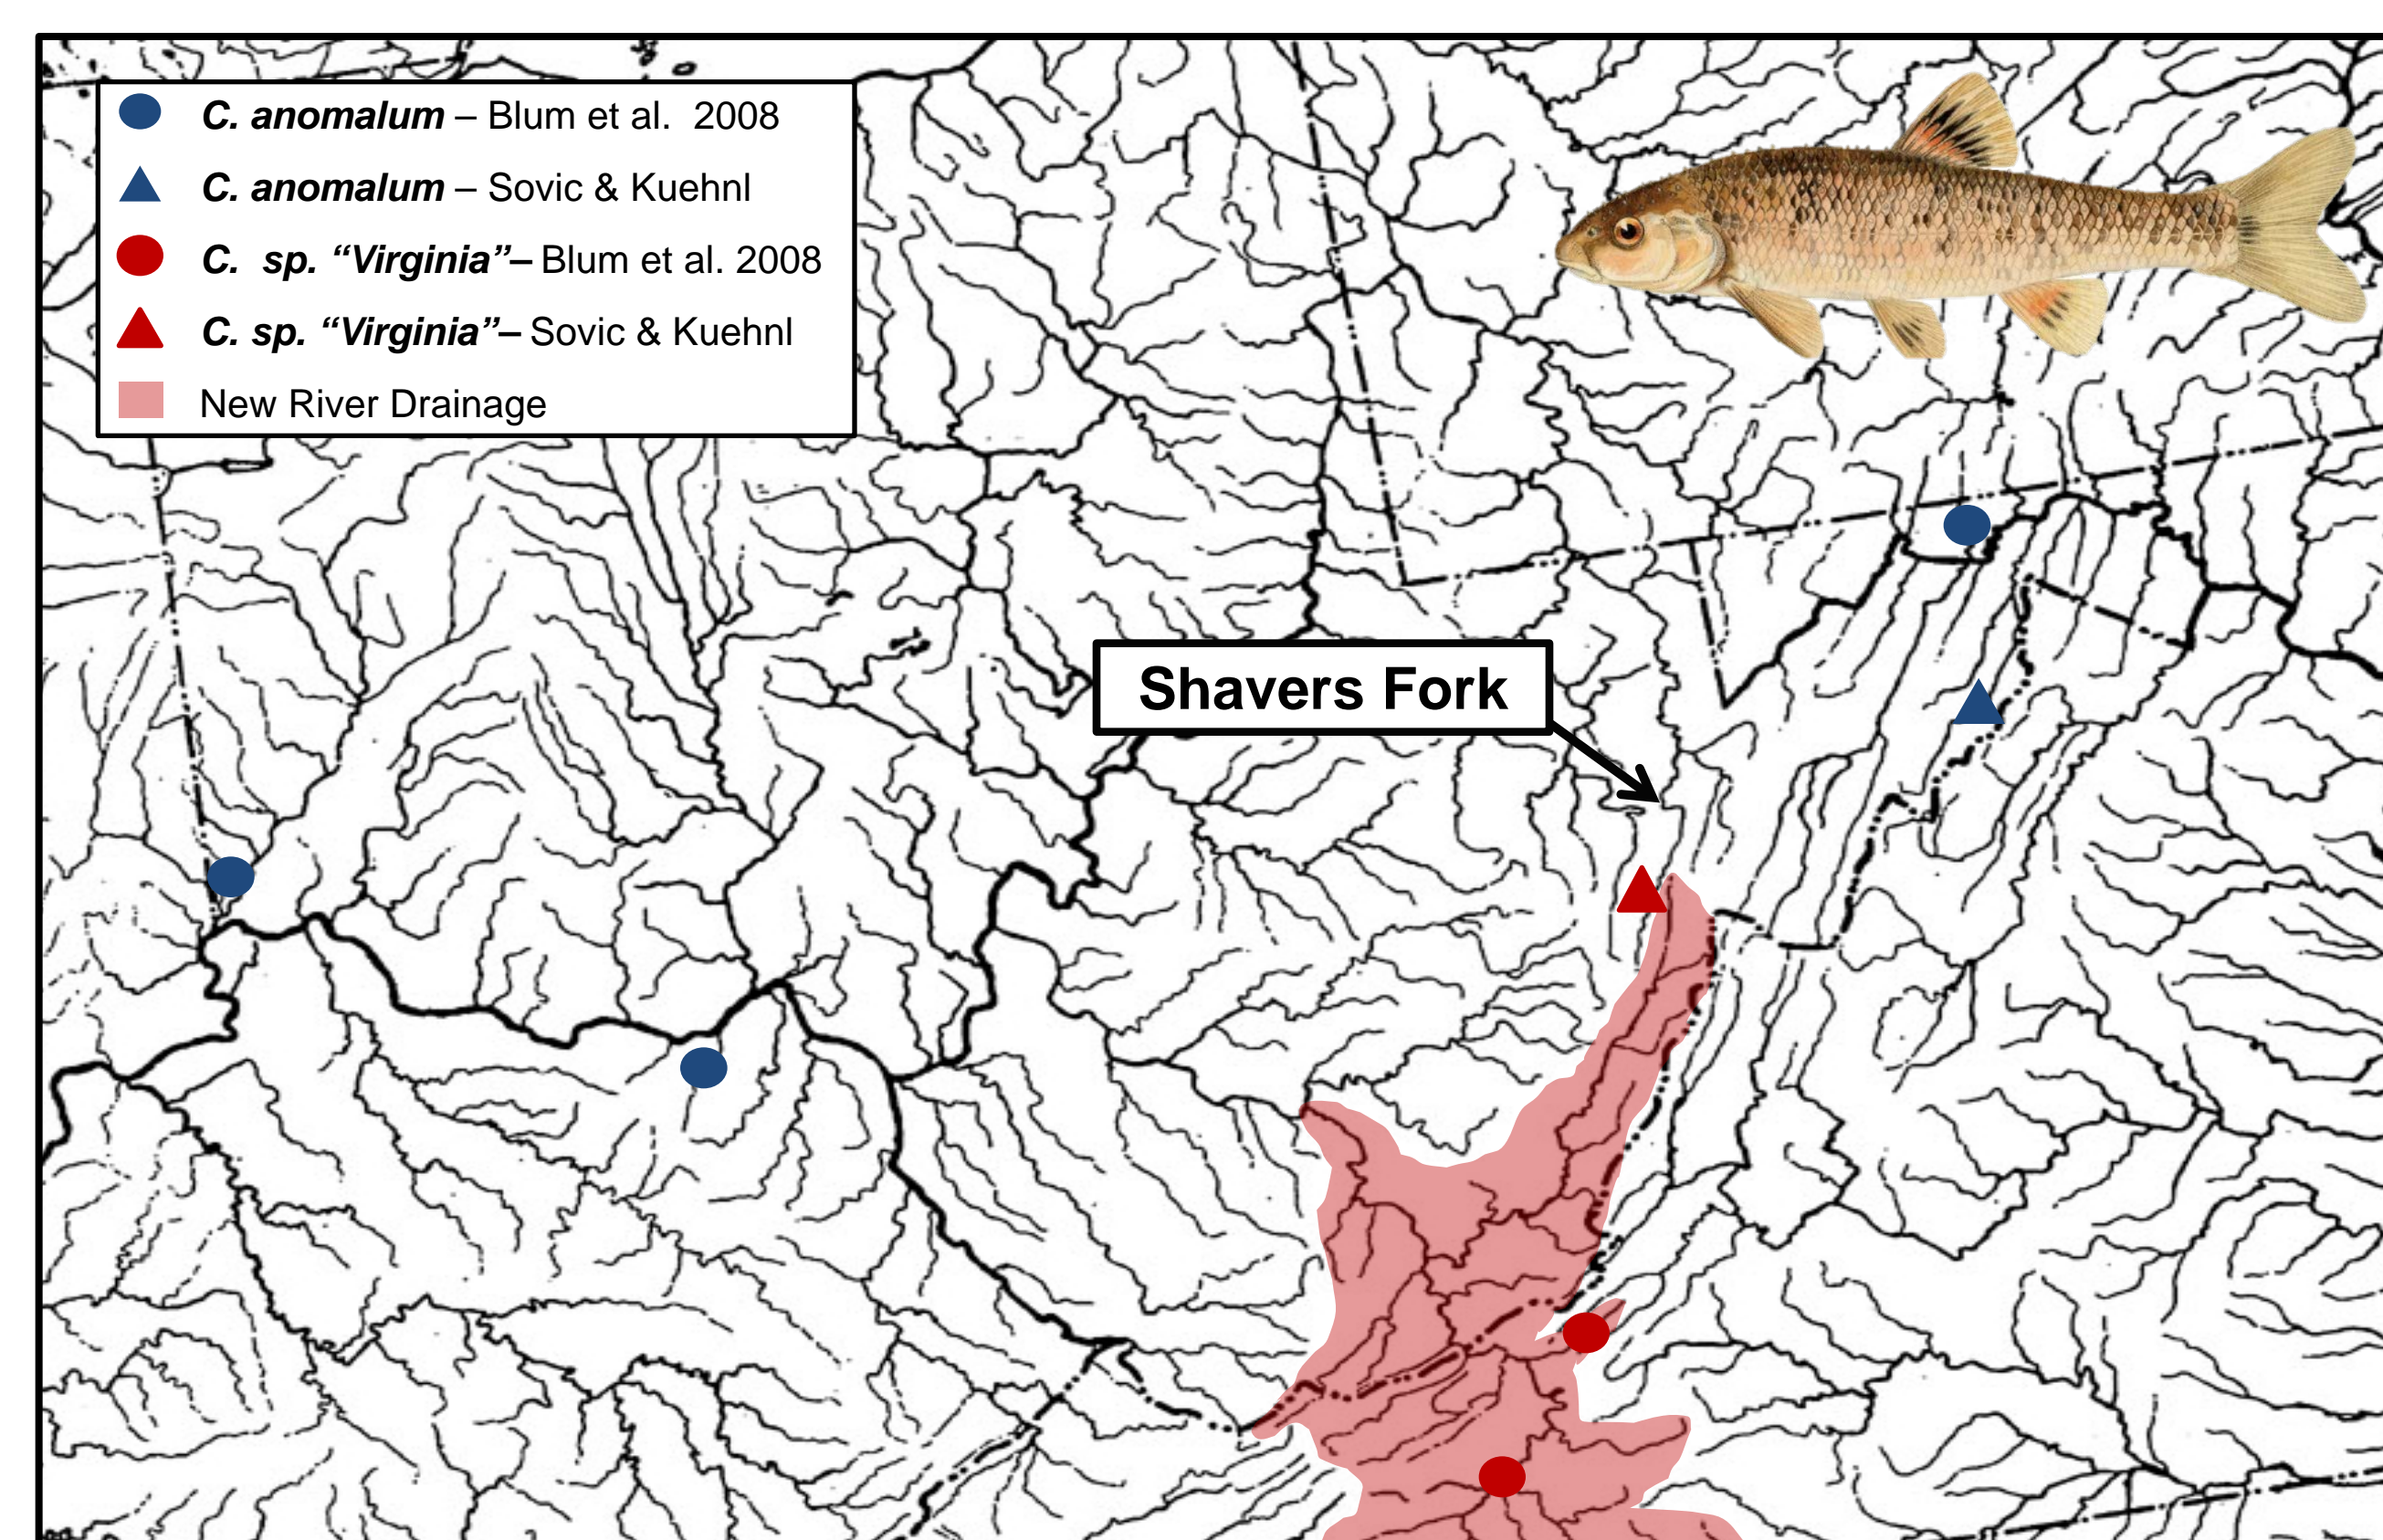 C. anomalum – Blum et al. 2008
C. anomalum – Sovic & Kuehnl
C. sp. “Virginia”– Blum et al. 2008
C. sp. “Virginia”– Sovic & Kuehnl
New River Drainage
Shavers Fork